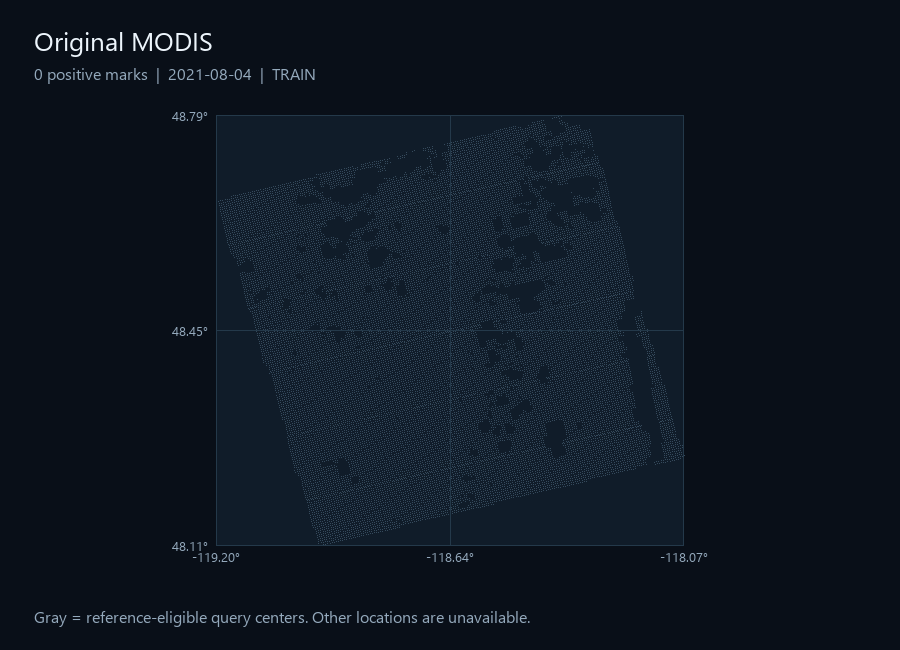 Original MODIS
0 positive marks | 2021-08-04 | TRAIN
48.79°
48.45°
48.11°
-119.20°
-118.64°
-118.07°
Gray = reference-eligible query centers. Other locations are unavailable.